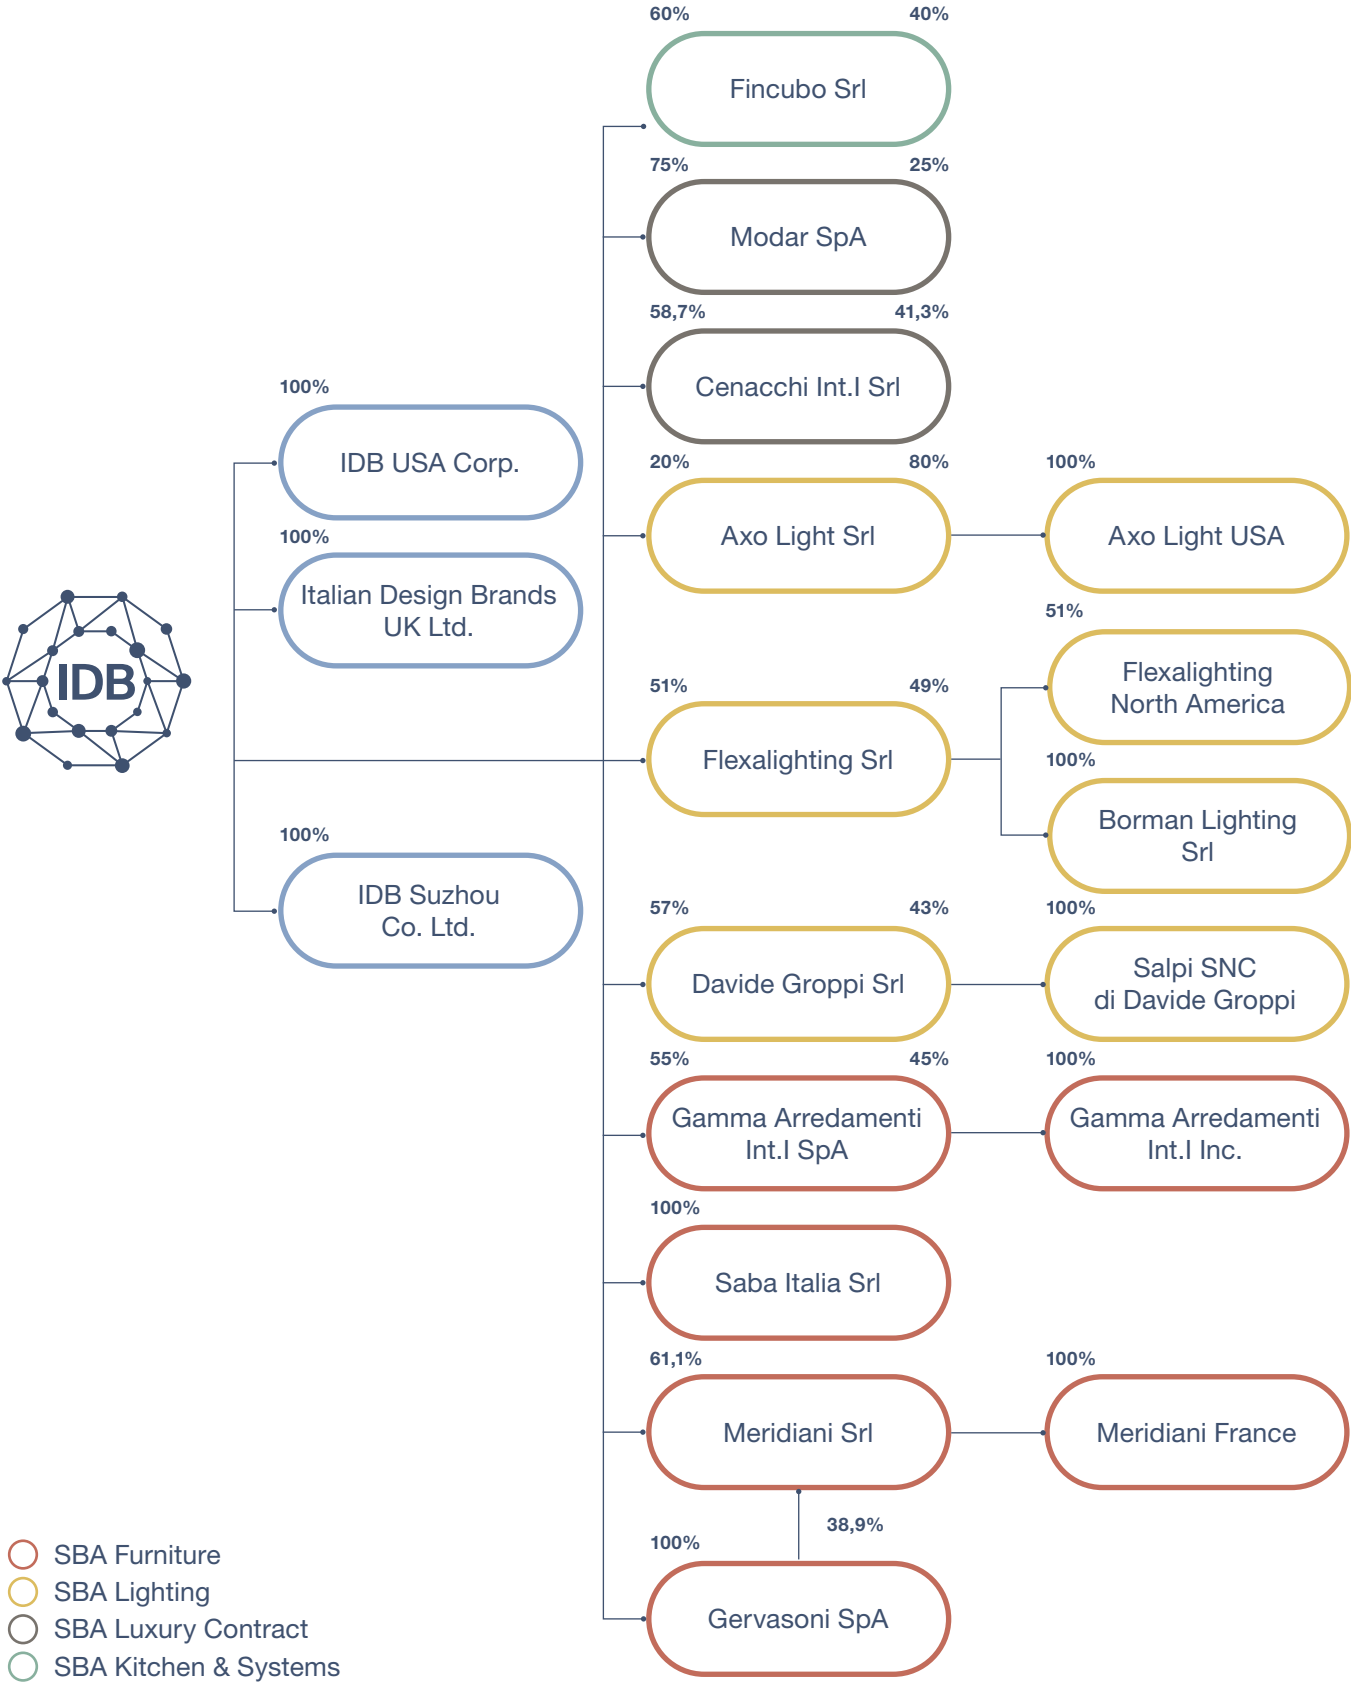 60% 40%
Fincubo Srl
75% 25%
Modar SpA
58,7% 41,3%
Cenacchi Int.I Srl
100%
IDB USA Corp.
20% 80% 100%
Axo Light Srl Axo Light USA
100%
Italian Design Brands
UK Ltd.
IDB
51%
Flexalighting
North America
51% 49%
Flexalighting Srl
100%
Borman Lighting
Srl
100%
IDB Suzhou
Co. Ltd.
57% 43% 100%
Davide Groppi Srl
Salpi SNC
di Davide Groppi
55% 45% 100%
Gamma Arredamenti
Int.I SpA
Gamma Arredamenti
Int.I Inc.
100%
Saba Italia Srl
61,1% 100%
Meridiani Srl Meridiani France
38,9%
100%
Gervasoni SpA
SBA Furniture
SBA Lighting
SBA Luxury Contract
SBA Kitchen & Systems